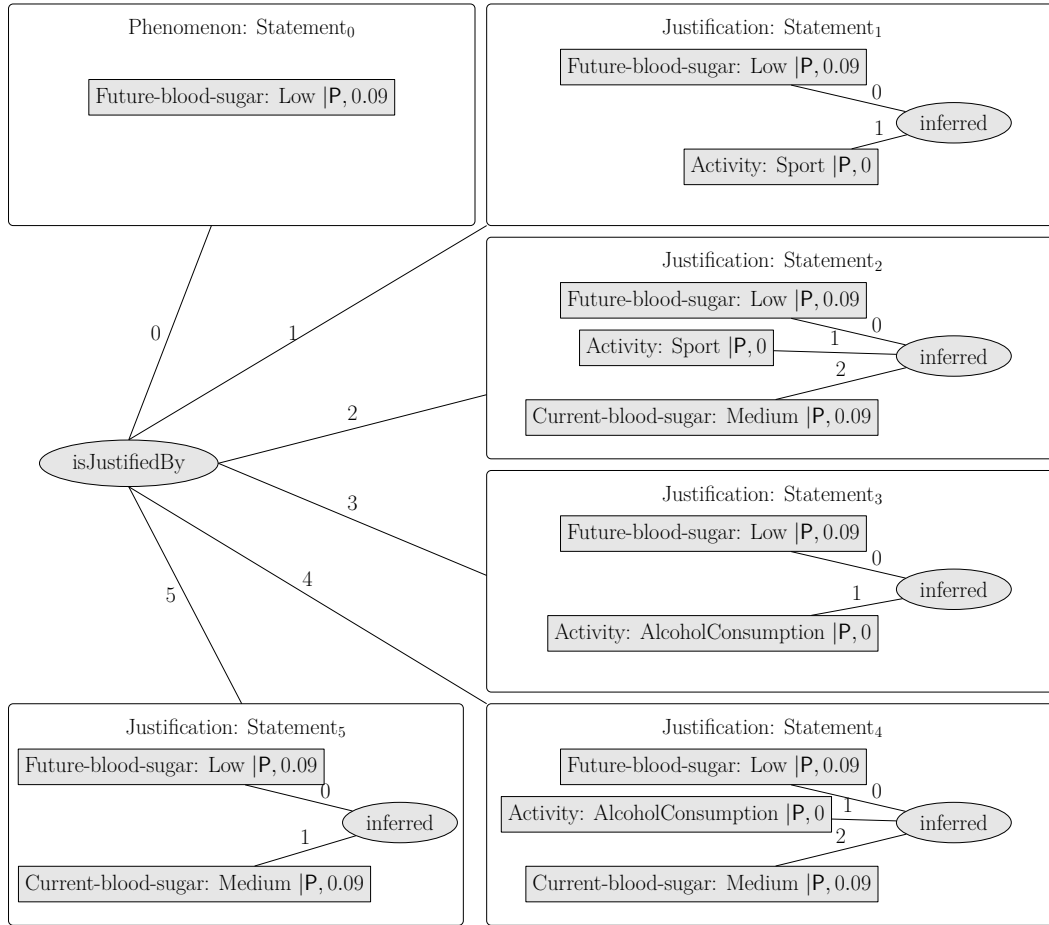 Phenomenon: Statement₀
Future-blood-sugar: Low |P, 0.09
Justification: Statement₁
Future-blood-sugar: Low |P, 0.09
0
inferred
1
Activity: Sport |P, 0
Justification: Statement₂
Future-blood-sugar: Low |P, 0.09
0
Activity: Sport |P, 0
1
inferred
2
Current-blood-sugar: Medium |P, 0.09
0
1
2
isJustifiedBy
3
4
5
Justification: Statement₃
Future-blood-sugar: Low |P, 0.09
0
inferred
1
Activity: AlcoholConsumption |P, 0
Justification: Statement₅
Future-blood-sugar: Low |P, 0.09
0
inferred
1
Current-blood-sugar: Medium |P, 0.09
Justification: Statement₄
Future-blood-sugar: Low |P, 0.09
0
Activity: AlcoholConsumption |P, 0
1
inferred
2
Current-blood-sugar: Medium |P, 0.09